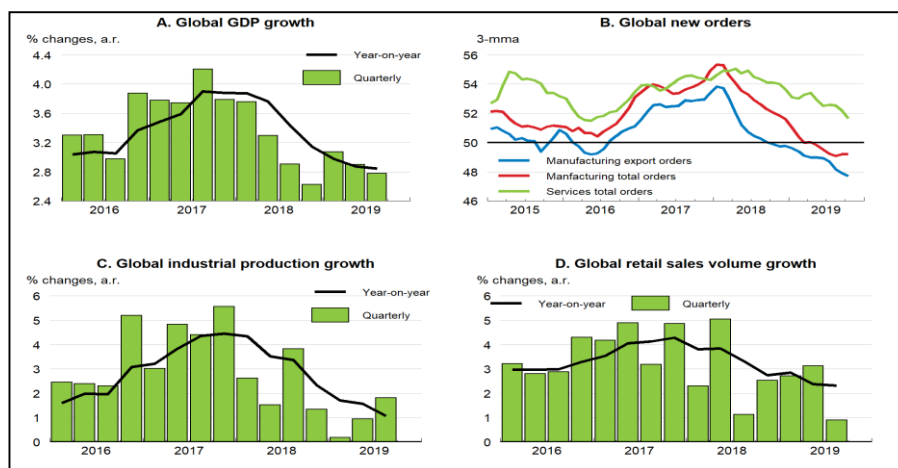 A. Global GDP growth
% changes, a.r.
Year-on-year
Quarterly
4.4
4.0
3.6
3.2
2.8
2.4
2016
2017
2018
2019
B. Global new orders
3-mma
56
54
52
50
48
46
Manufacturing export orders
Manfacturing total orders
Services total orders
2015
2016
2017
2018
2019
C. Global industrial production growth
% changes, a.r.
Year-on-year
Quarterly
6
5
4
3
2
1
0
2016
2017
2018
2019
D. Global retail sales volume growth
% changes, a.r.
Year-on-year
Quarterly
6
5
4
3
2
1
0
2016
2017
2018
2019